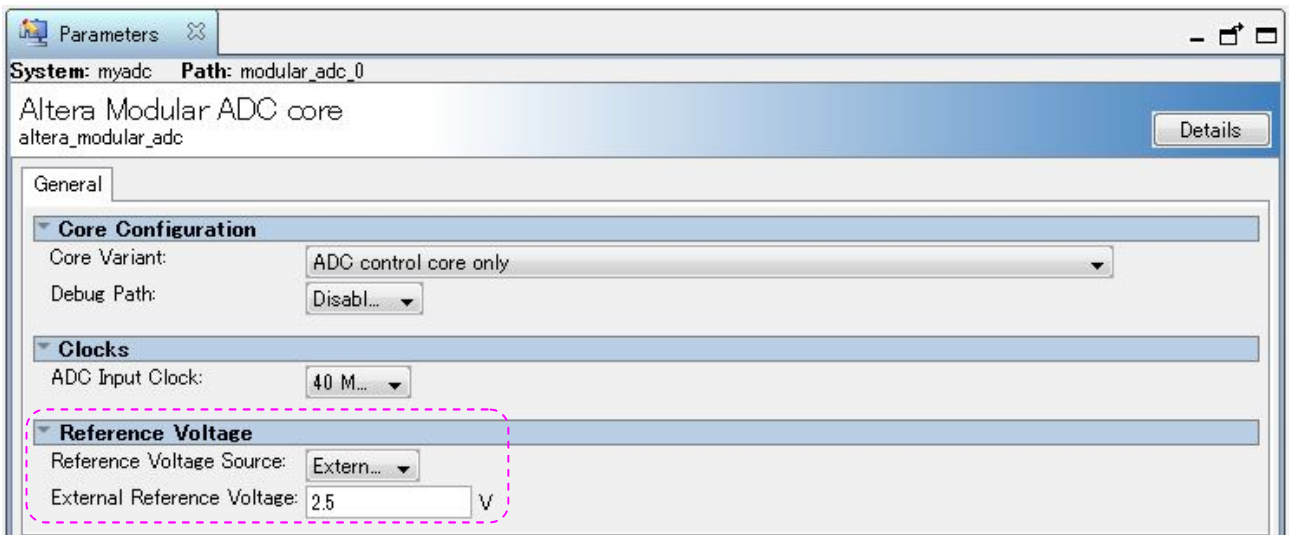 Parameters
System: myadc Path: modular_adc_0
Altera Modular ADC core
altera_modular_adc
Details
General
Core Configuration
Core Variant: ADC control core only
Debug Path: Disabl...
Clocks
ADC Input Clock: 40 M...
Reference Voltage
Reference Voltage Source: Extern...
External Reference Voltage: 2.5 V